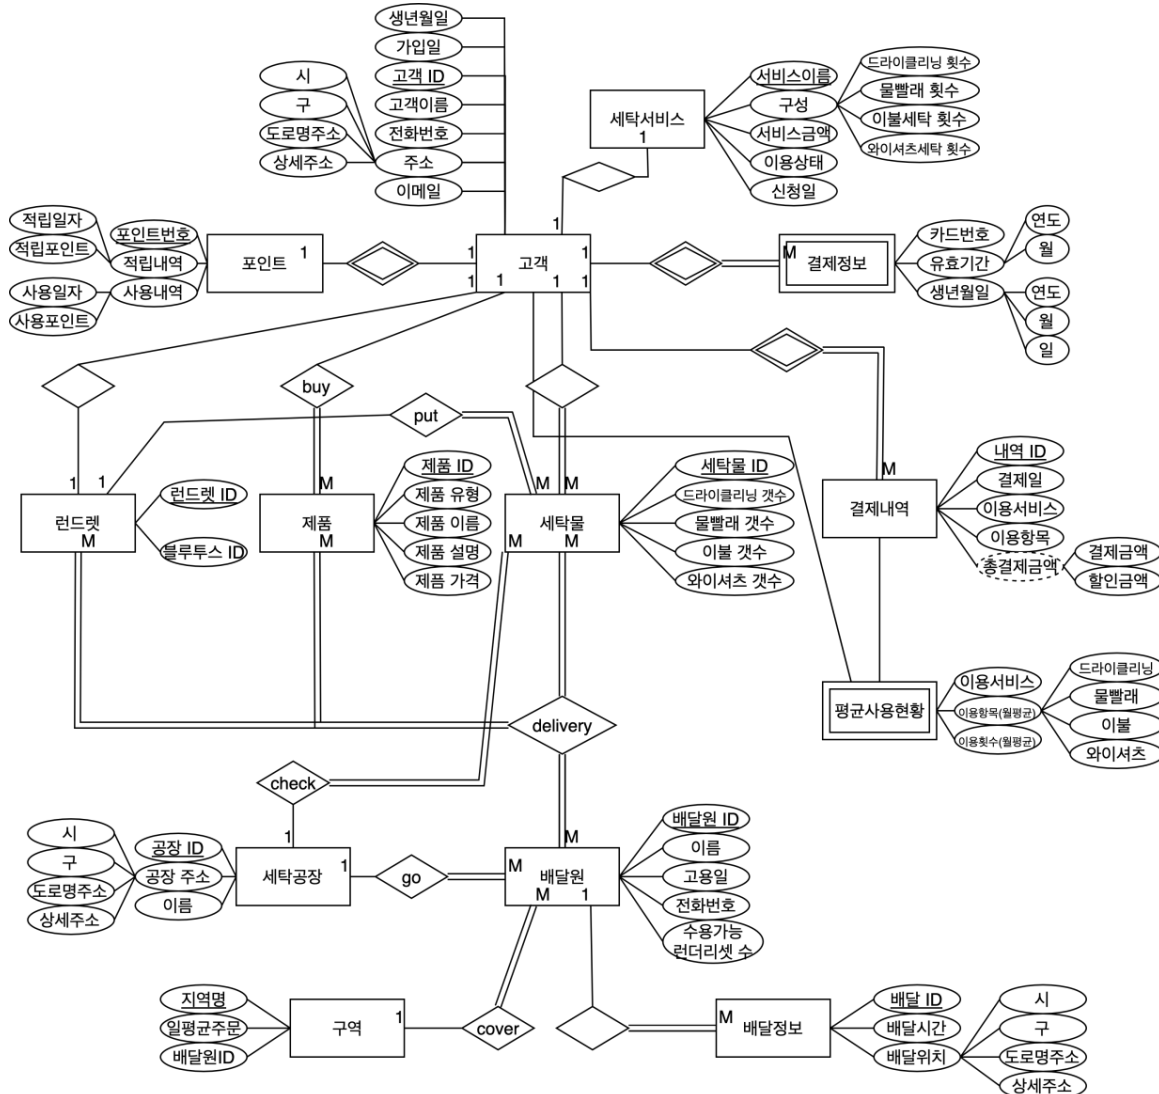 생년월일
가입일
고객 ID
고객이름
전화번호
주소
이메일
시
구
도로명주소
상세주소
세탁서비스
1
서비스이름
구성
서비스금액
이용상태
신청일
드라이클리닝 횟수
물빨래 횟수
이불세탁 횟수
와이셔츠세탁 횟수
적립일자
적립포인트
사용일자
사용포인트
포인트번호
적립내역
사용내역
포인트
1
1
1
고객
1
1
1
1
1
1
M
결제정보
카드번호
유효기간
생년월일
연도
월
연도
월
일
buy
put
1
1
런드렛
M
런드렛 ID
블루투스 ID
M
제품
M
제품 ID
제품 유형
제품 이름
제품 설명
제품 가격
M
M
세탁물
M
M
세탁물 ID
드라이클리닝 갯수
물빨래 갯수
이불 갯수
와이셔츠 갯수
M
결제내역
내역 ID
결제일
이용서비스
이용항목
총결제금액
결제금액
할인금액
평균사용현황
이용서비스
이용항목(월평균)
이용횟수(월평균)
드라이클리닝
물빨래
이불
와이셔츠
delivery
check
시
구
도로명주소
상세주소
공장 ID
공장 주소
이름
1
세탁공장
1
go
M
M
배달원
M
1
배달원 ID
이름
고용일
전화번호
수용가능
런더리셋 수
지역명
일평균주문
배달원ID
구역
1
cover
M
배달정보
배달 ID
배달시간
배달위치
시
구
도로명주소
상세주소